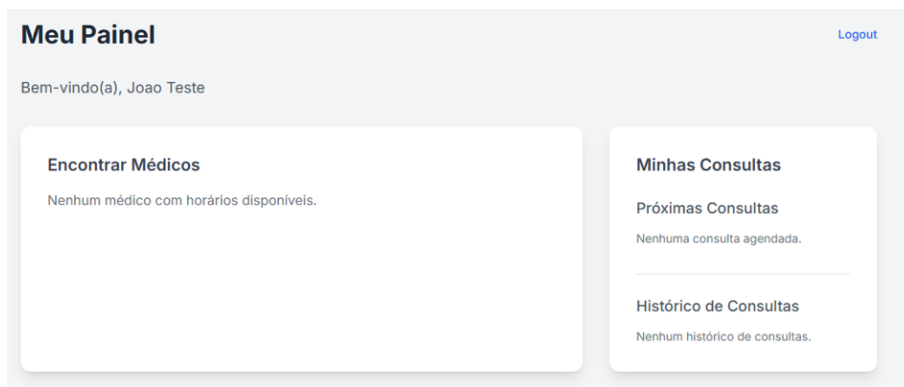 Meu Painel
Logout
Bem-vindo(a), Joao Teste
Encontrar Médicos
Nenhum médico com horários disponíveis.
Minhas Consultas
Próximas Consultas
Nenhuma consulta agendada.
Histórico de Consultas
Nenhum histórico de consultas.